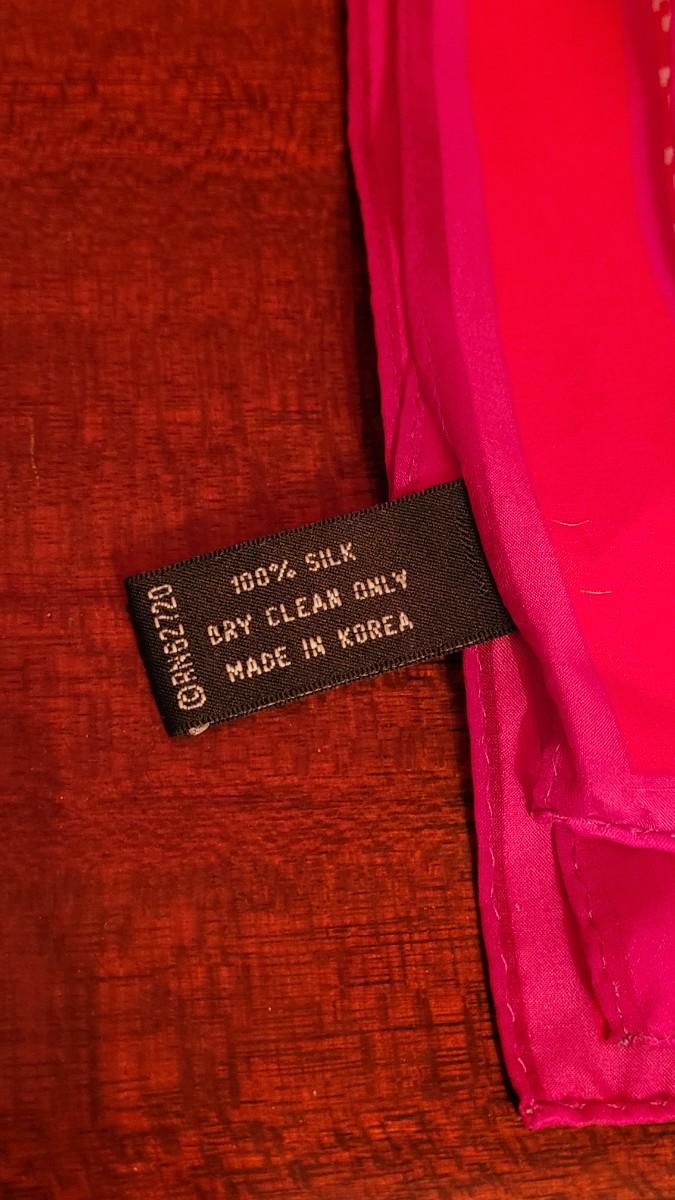 100% SILK
DRY CLEAN ONLY
MADE IN KOREA
©RN62720